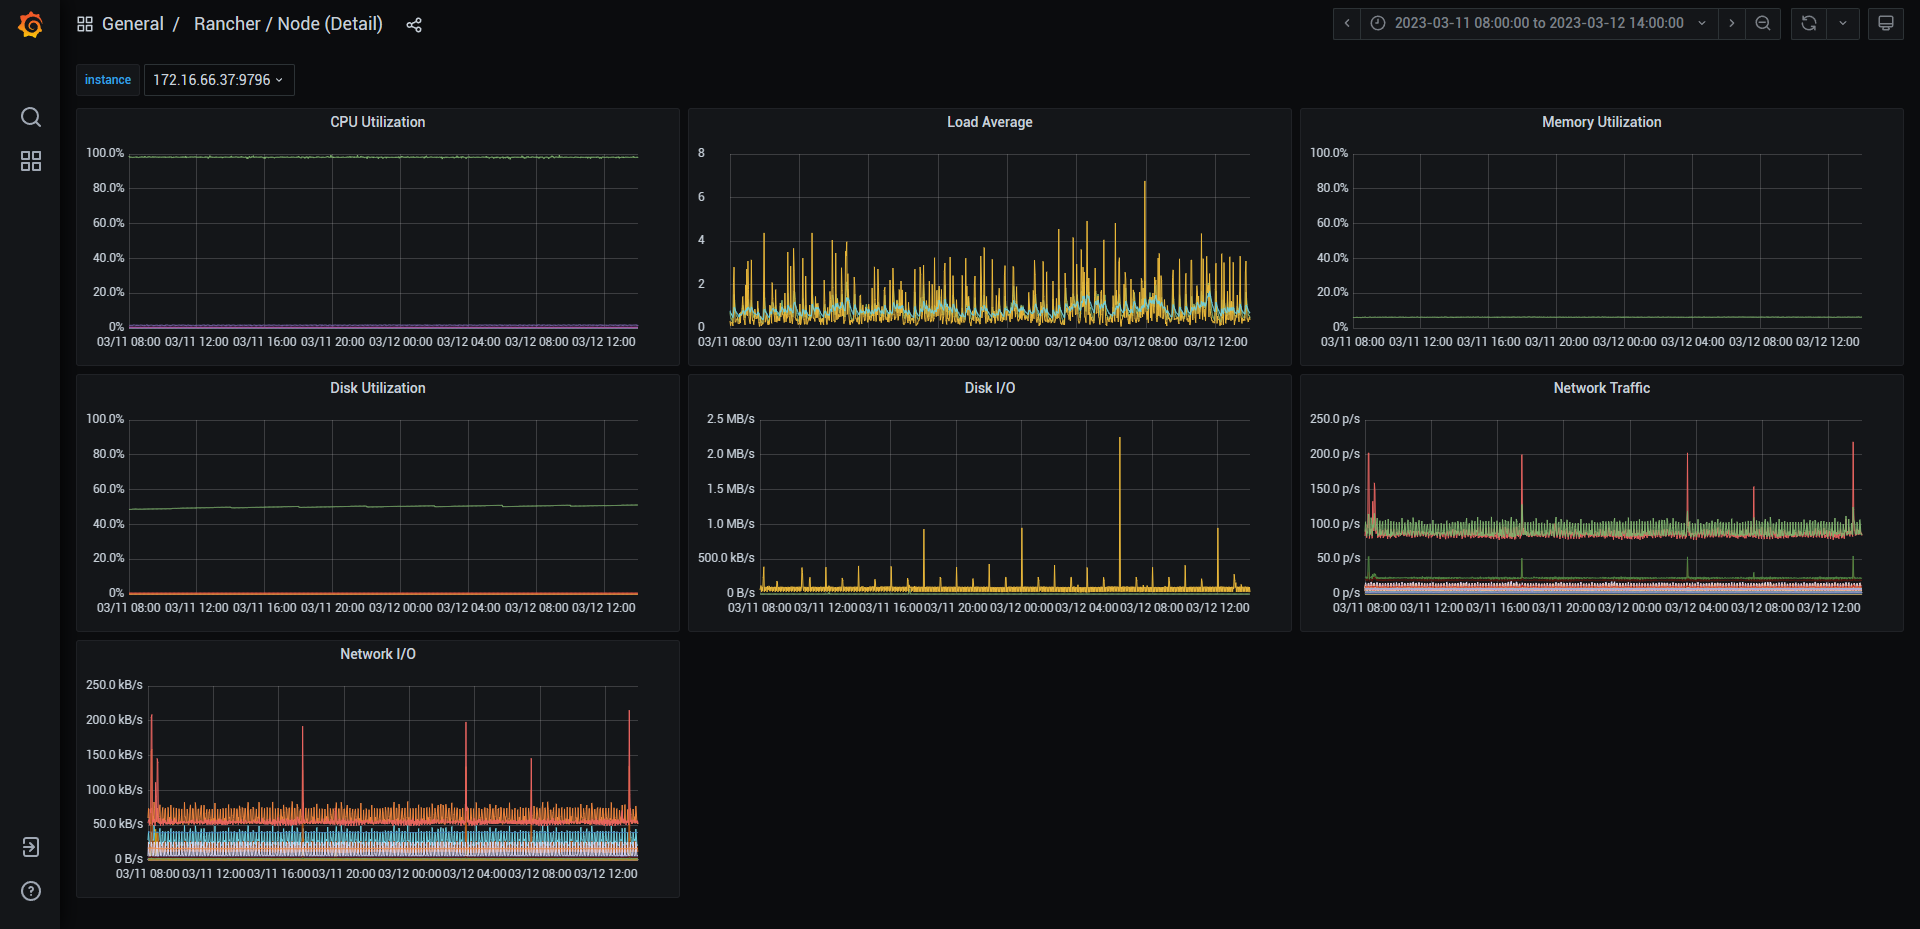 General / Rancher / Node (Detail)
2023-03-11 08:00:00 to 2023-03-12 14:00:00
instance 172.16.66.37:9796
CPU Utilization
100.0%
80.0%
60.0%
40.0%
20.0%
0%
03/11 08:00 03/11 12:00 03/11 16:00 03/11 20:00 03/12 00:00 03/12 04:00 03/12 08:00 03/12 12:00
Load Average
8
6
4
2
0
03/11 08:00 03/11 12:00 03/11 16:00 03/11 20:00 03/12 00:00 03/12 04:00 03/12 08:00 03/12 12:00
Memory Utilization
100.0%
80.0%
60.0%
40.0%
20.0%
0%
03/11 08:00 03/11 12:00 03/11 16:00 03/11 20:00 03/12 00:00 03/12 04:00 03/12 08:00 03/12 12:00
Disk Utilization
100.0%
80.0%
60.0%
40.0%
20.0%
0%
03/11 08:00 03/11 12:00 03/11 16:00 03/11 20:00 03/12 00:00 03/12 04:00 03/12 08:00 03/12 12:00
Disk I/O
2.5 MB/s
2.0 MB/s
1.5 MB/s
1.0 MB/s
500.0 kB/s
0 B/s
03/11 08:00 03/11 12:00 03/11 16:00 03/11 20:00 03/12 00:00 03/12 04:00 03/12 08:00 03/12 12:00
Network Traffic
250.0 p/s
200.0 p/s
150.0 p/s
100.0 p/s
50.0 p/s
0 p/s
03/11 08:00 03/11 12:00 03/11 16:00 03/11 20:00 03/12 00:00 03/12 04:00 03/12 08:00 03/12 12:00
Network I/O
250.0 kB/s
200.0 kB/s
150.0 kB/s
100.0 kB/s
50.0 kB/s
0 B/s
03/11 08:00 03/11 12:00 03/11 16:00 03/11 20:00 03/12 00:00 03/12 04:00 03/12 08:00 03/12 12:00